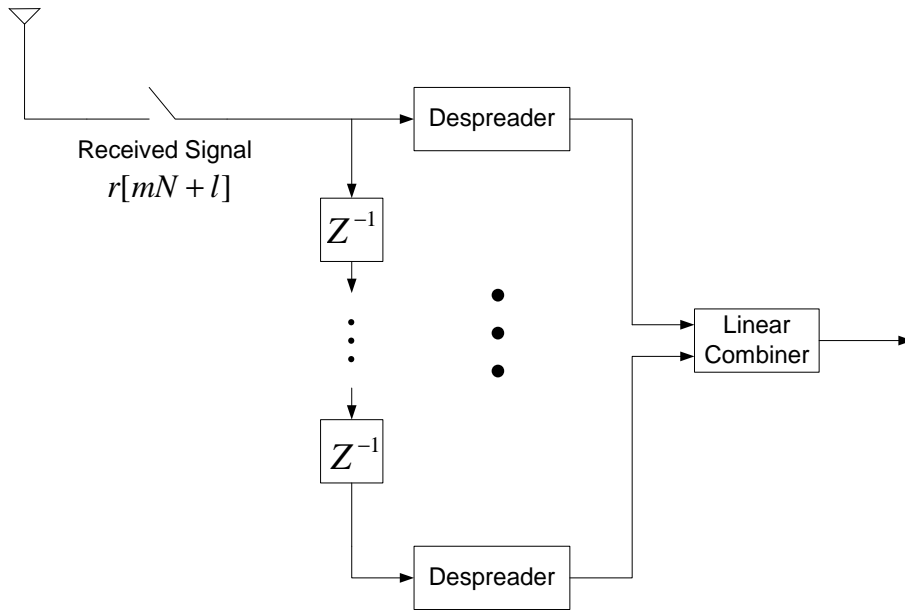 Despreader
Received Signal
r[mN + l]
Z⁻¹
Linear
Combiner
Z⁻¹
Despreader